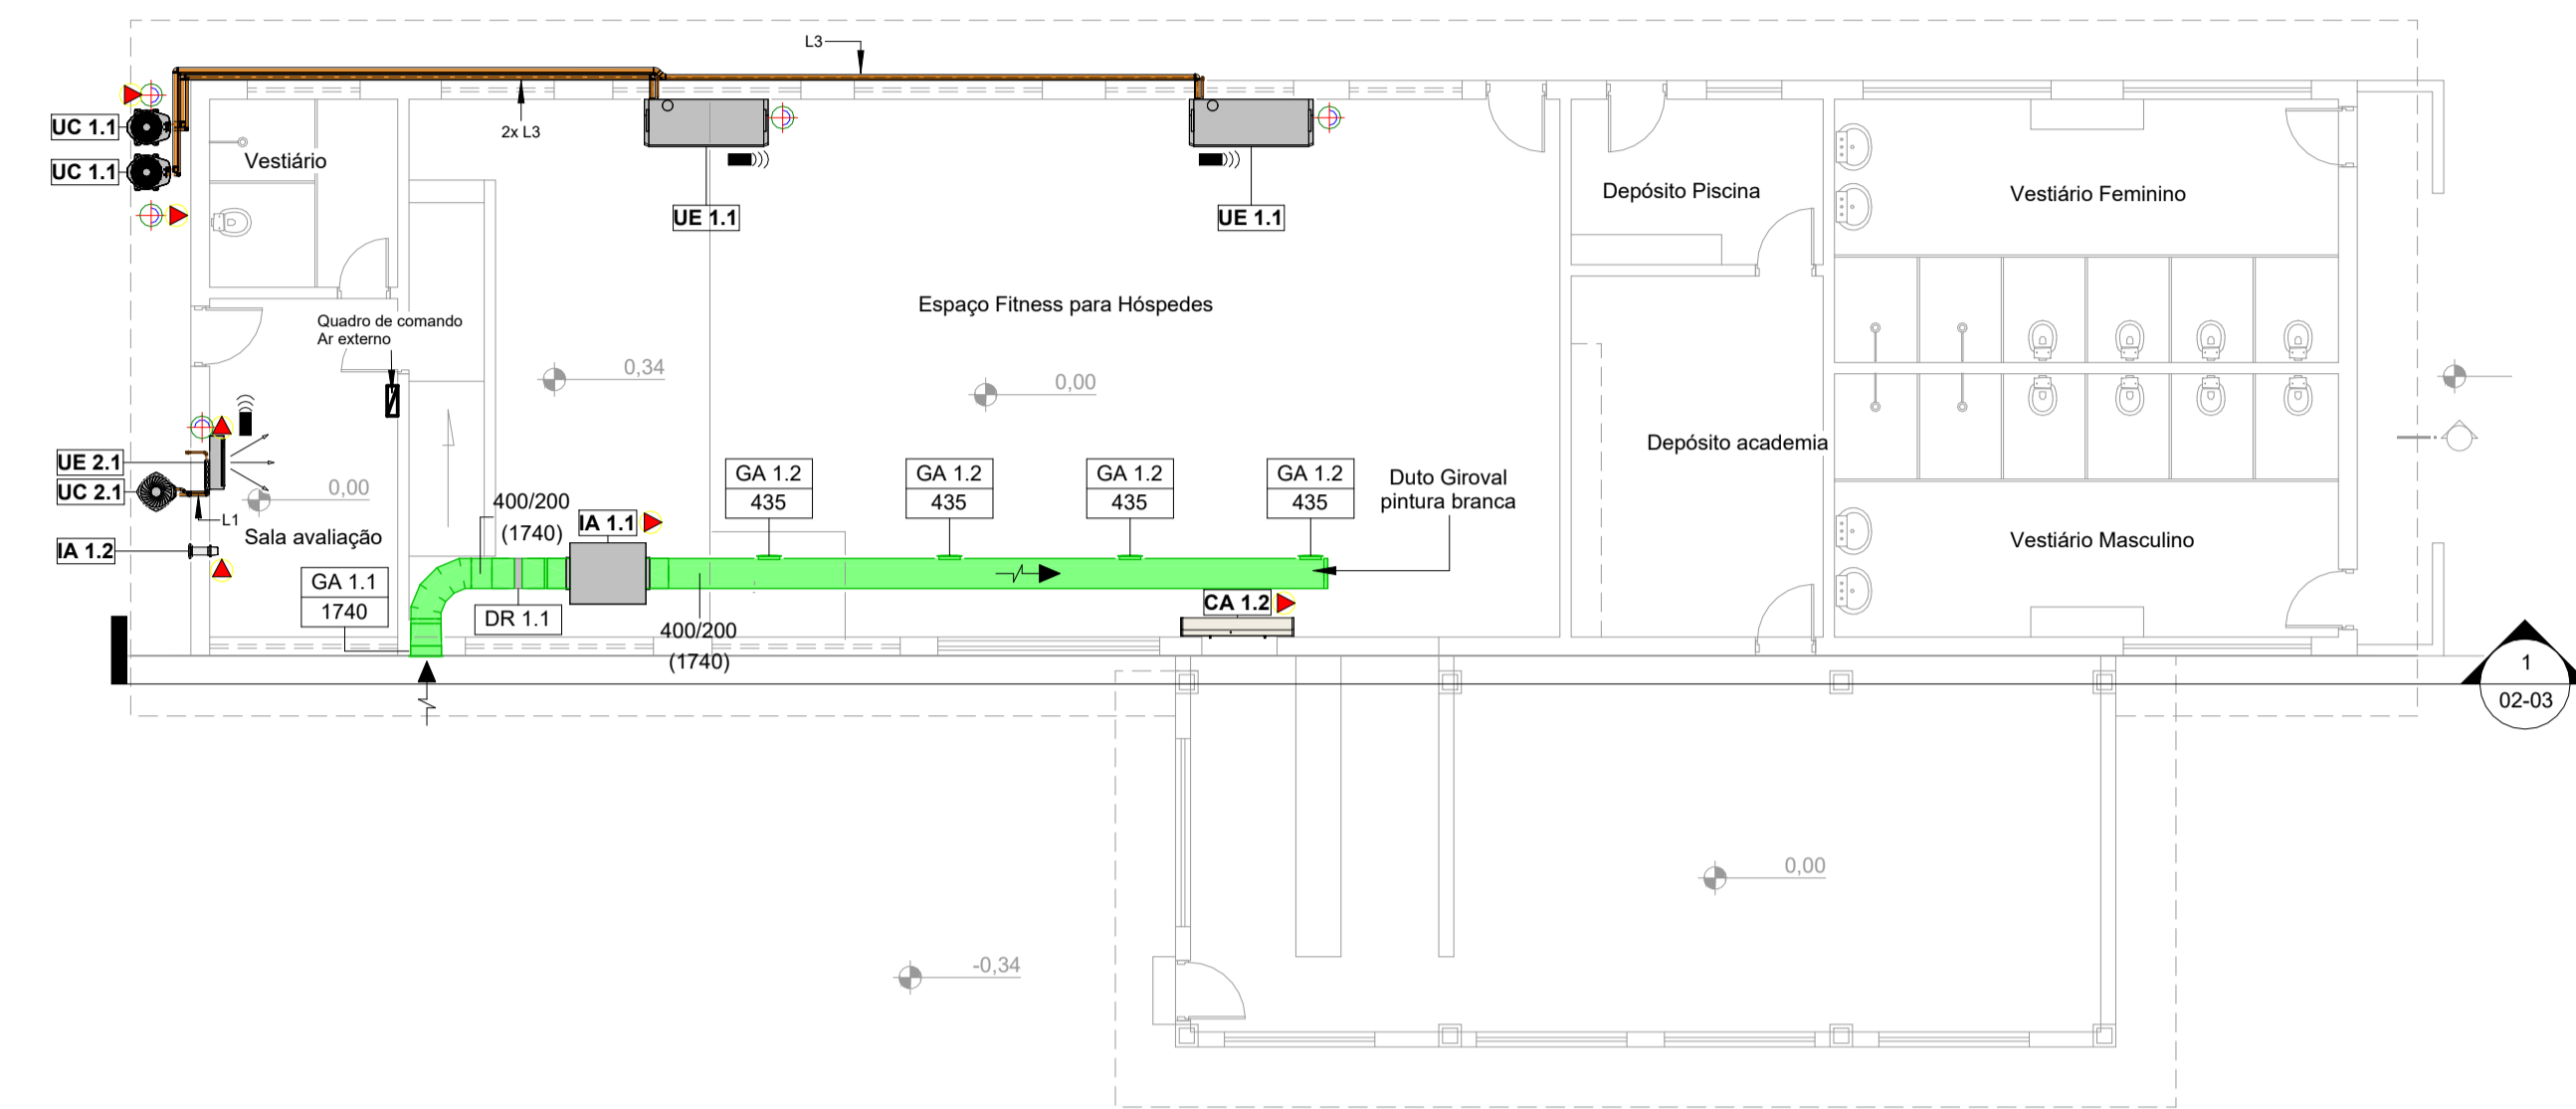 L3
UC 1.1
2x L3
Vestiário
UC 1.1
Depósito Piscina
Vestiário Feminino
UE 1.1
UE 1.1
Espaço Fitness para Hóspedes
Quadro de comando
Ar externo
0,34
0,00
Depósito academia
UE 2.1
UC 2.1
0,00
L1
GA 1.2
435
GA 1.2
435
GA 1.2
435
GA 1.2
435
Duto Giroval
pintura branca
400/200
(1740)
IA 1.1
Sala avaliação
IA 1.2
Vestiário Masculino
GA 1.1
1740
DR 1.1
CA 1.2
400/200
(1740)
1
02-03
0,00
-0,34